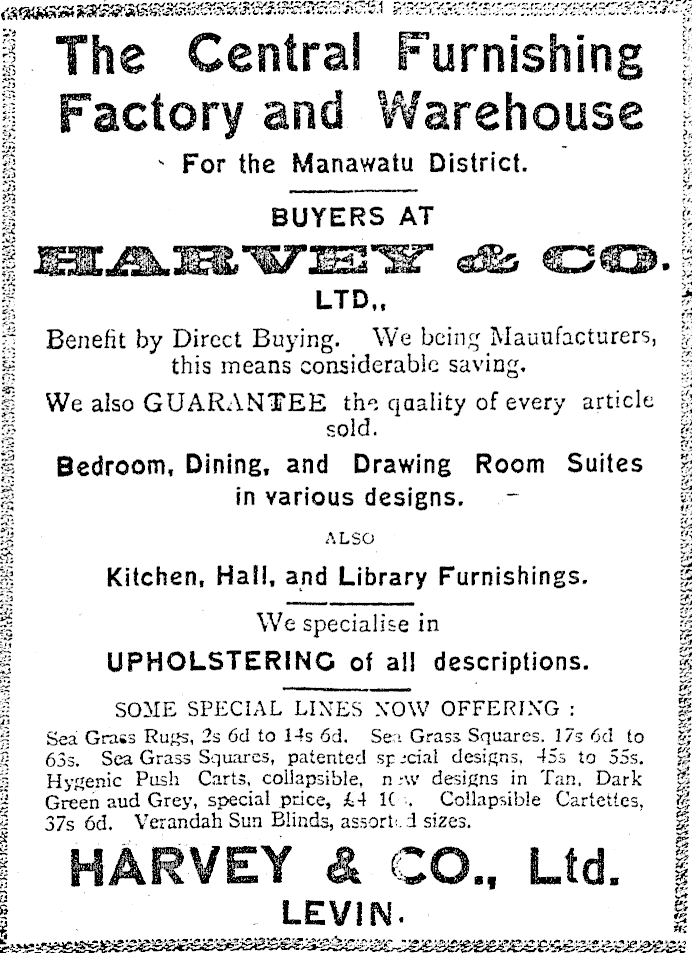 The Central Furnishing
Factory and Warehouse
For the Manawatu District.
BUYERS AT
HARVEY & CO.
LTD.,
Benefit by Direct Buying. We being Mauufacturers,
this means considerable saving.
We also GUARANTEE the quality of every article
sold.
Bedroom, Dining, and Drawing Room Suites
in various designs.
ALSO
Kitchen, Hall, and Library Furnishings.
We specialise in
UPHOLSTERING of all descriptions.
SOME SPECIAL LINES NOW OFFERING :
Sea Grass Rugs, 2s 6d to 14s 6d. Sea Grass Squares. 17s 6d to
63s. Sea Grass Squares, patented special designs, 45s to 55s.
Hygenic Push Carts, collapsible, new designs in Tan, Dark
Green aud Grey, special price, £4 Collapsible Cartettes,
37s 6d. Verandah Sun Blinds, assorted sizes.
HARVEY & CO., Ltd.
LEVIN.